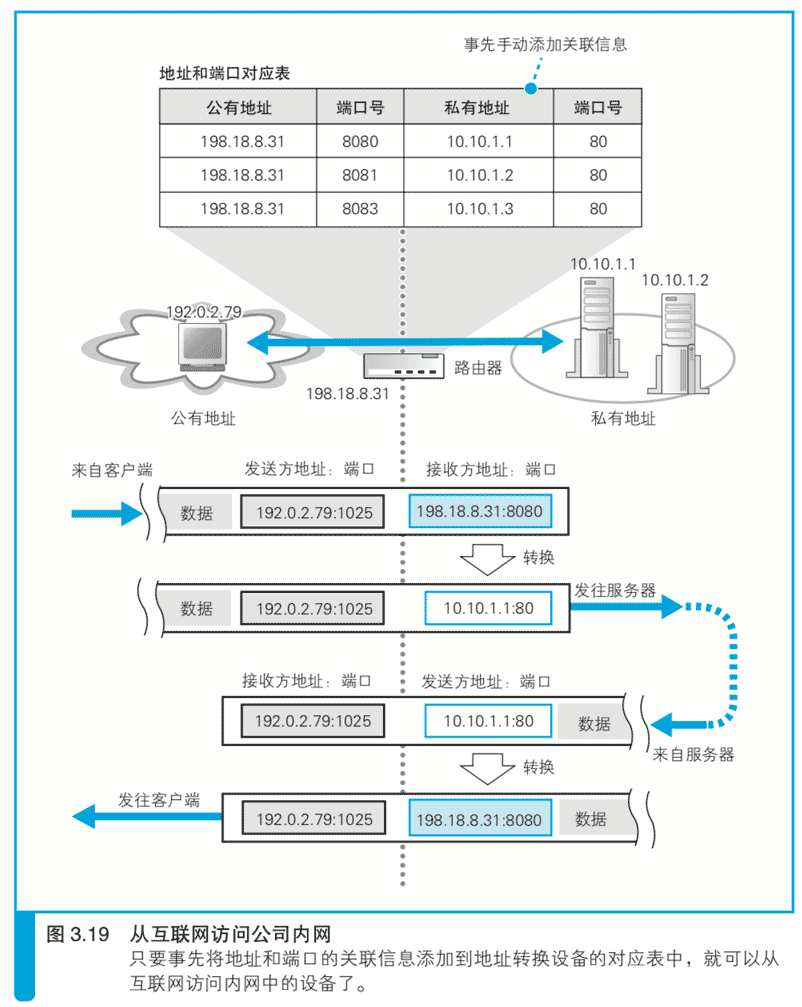 事先手动添加关联信息
地址和端口对应表
公有地址 端口号 私有地址 端口号
198.18.8.31 8080 10.10.1.1 80
198.18.8.31 8081 10.10.1.2 80
198.18.8.31 8083 10.10.1.3 80
10.10.1.1
10.10.1.2
192.0.2.79
路由器
198.18.8.31
公有地址
私有地址
来自客户端
发送方地址：端口 接收方地址：端口
数据 192.0.2.79:1025 198.18.8.31:8080
转换
发往服务器
数据 192.0.2.79:1025 10.10.1.1:80
接收方地址：端口 发送方地址：端口
192.0.2.79:1025 10.10.1.1:80 数据
来自服务器
转换
发往客户端
192.0.2.79:1025 198.18.8.31:8080 数据
图 3.19 从互联网访问公司内网
只要事先将地址和端口的关联信息添加到地址转换设备的对应表中，就可以从
互联网访问内网中的设备了。